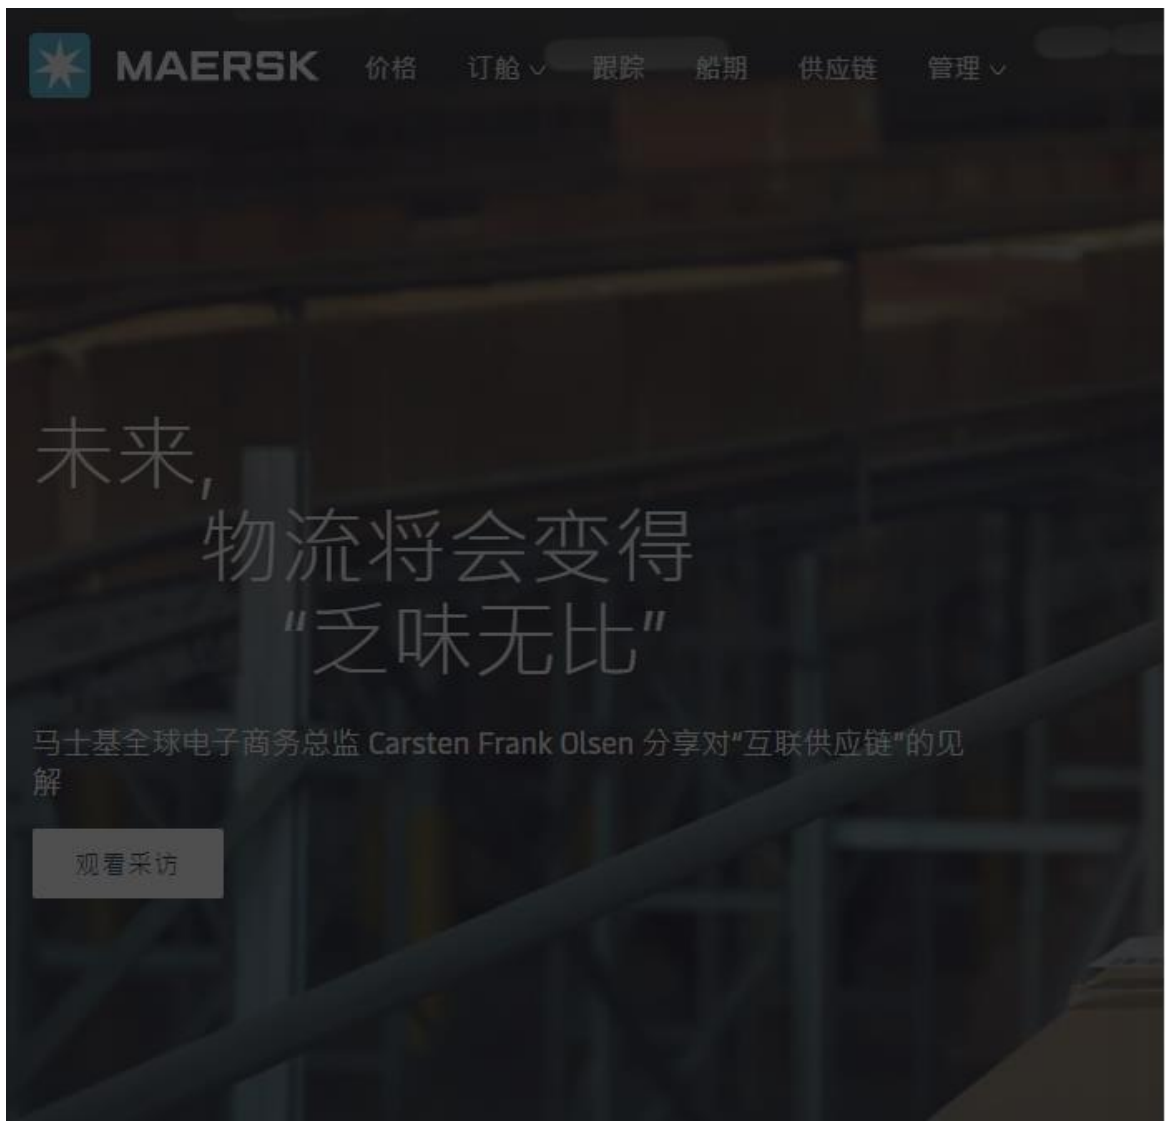 MAERSK 价格 订舱 跟踪 船期 供应链 管理
未来,
物流将会变得
“乏味无比”
马士基全球电子商务总监 Carsten Frank Olsen 分享对“互联供应链”的见
解
观看采访